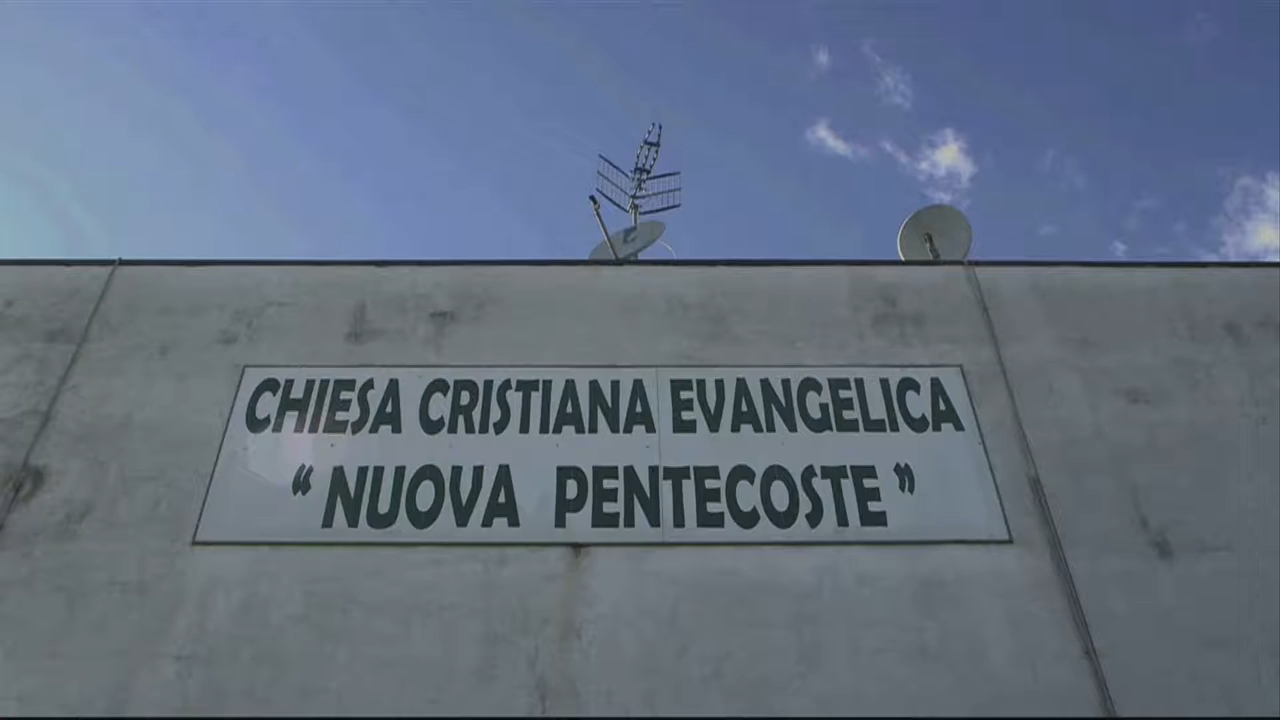 CHIESA CRISTIANA EVANGELICA
“ NUOVA PENTECOSTE ”